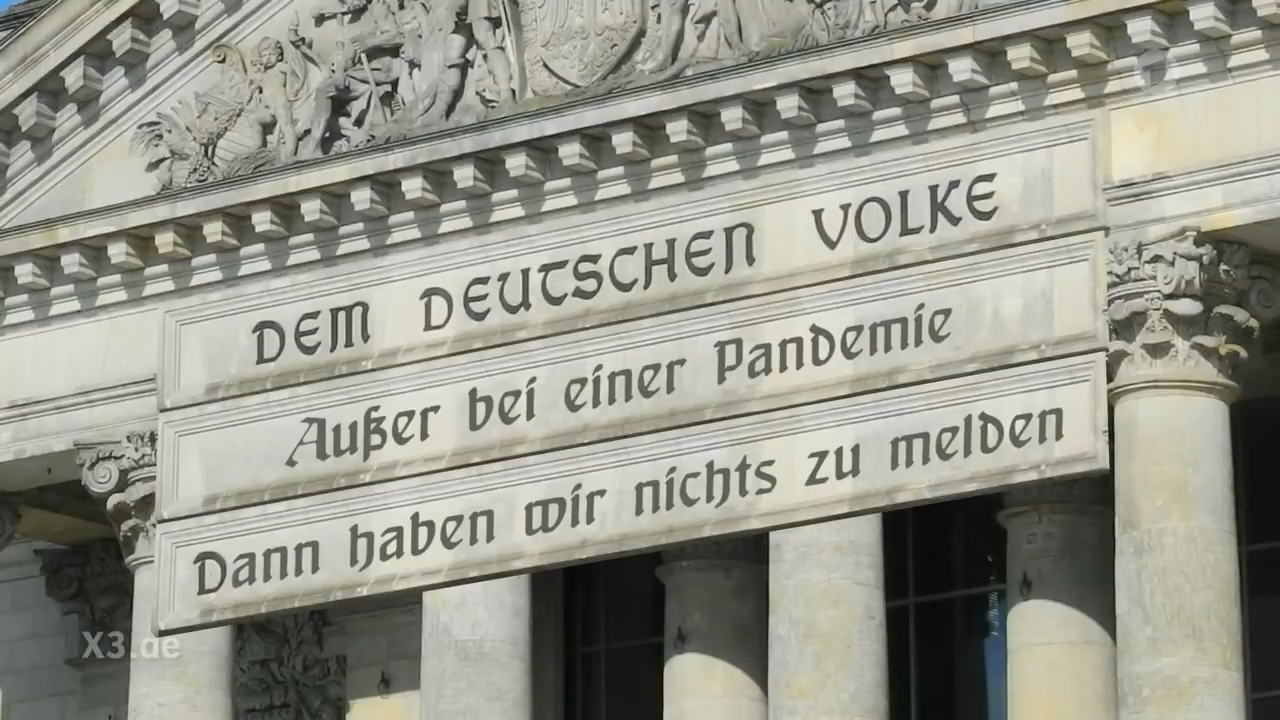 DEM DEUTSCHEN VOLKE
Außer bei einer Pandemie
Dann haben wir nichts zu melden
X3.de